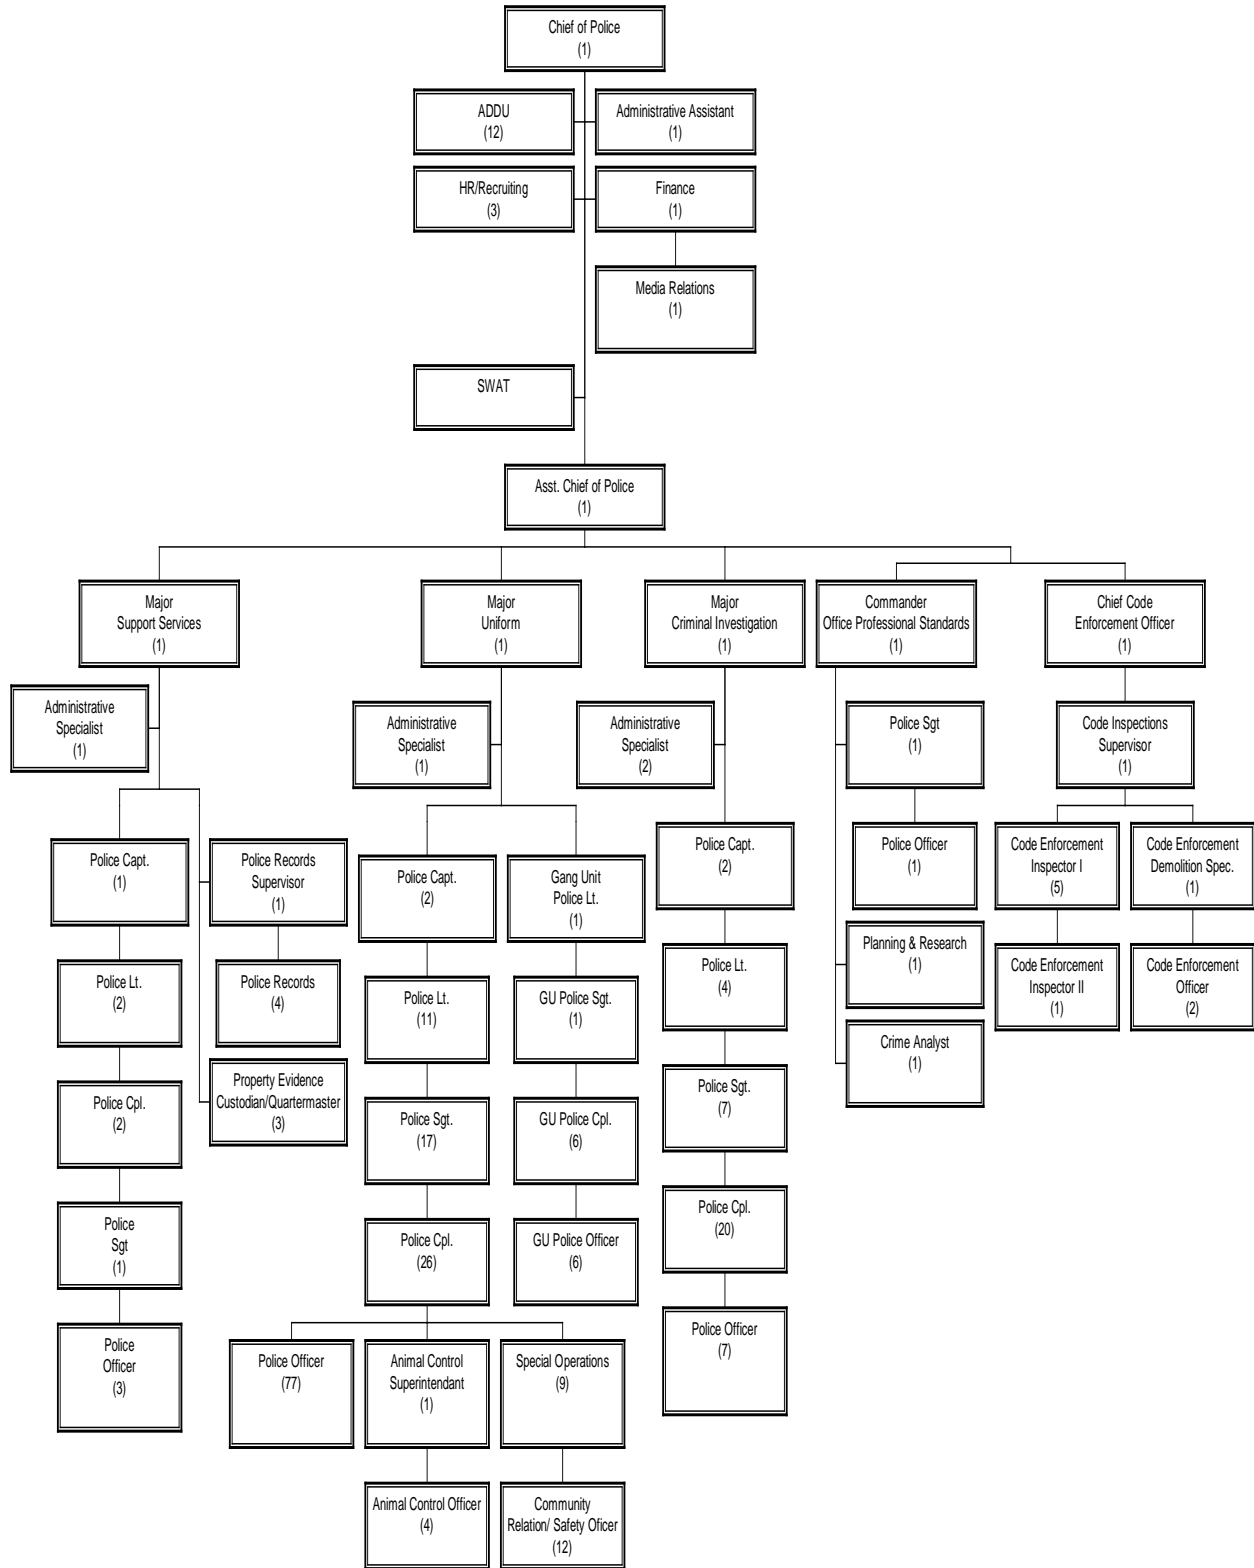 Chief of Police
(1)
ADDU
(12)
Administrative Assistant
(1)
HR/Recruiting
(3)
Finance
(1)
Media Relations
(1)
SWAT
Asst. Chief of Police
(1)
Major
Support Services
(1)
Major
Uniform
(1)
Major
Criminal Investigation
(1)
Commander
Office Professional Standards
(1)
Chief Code
Enforcement Officer
(1)
Administrative
Specialist
(1)
Police Capt.
(1)
Police Lt.
(2)
Police Cpl.
(2)
Police
Sgt
(1)
Police
Officer
(3)
Police Records
Supervisor
(1)
Police Records
(4)
Property Evidence
Custodian/Quartermaster
(3)
Administrative
Specialist
(1)
Police Capt.
(2)
Police Lt.
(11)
Police Sgt.
(17)
Police Cpl.
(26)
Police Officer
(77)
Animal Control
Superintendant
(1)
Animal Control Officer
(4)
Special Operations
(9)
Community
Relation/ Safety Oficer
(12)
Gang Unit
Police Lt.
(1)
GU Police Sgt.
(1)
GU Police Cpl.
(6)
GU Police Officer
(6)
Administrative
Specialist
(2)
Police Capt.
(2)
Police Lt.
(4)
Police Sgt.
(7)
Police Cpl.
(20)
Police Officer
(7)
Police Sgt
(1)
Police Officer
(1)
Planning & Research
(1)
Crime Analyst
(1)
Code Inspections
Supervisor
(1)
Code Enforcement
Inspector I
(5)
Code Enforcement
Inspector II
(1)
Code Enforcement
Demolition Spec.
(1)
Code Enforcement
Officer
(2)